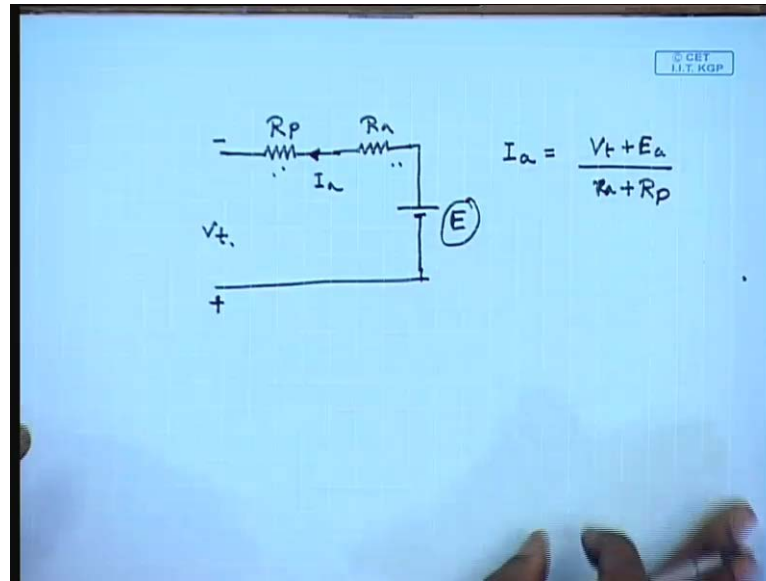 © CET
I.I.T. KGP
Rp
Ra
-
Ia
Ia = Vt + Ea
Ra + Rp
Vt.
E
+